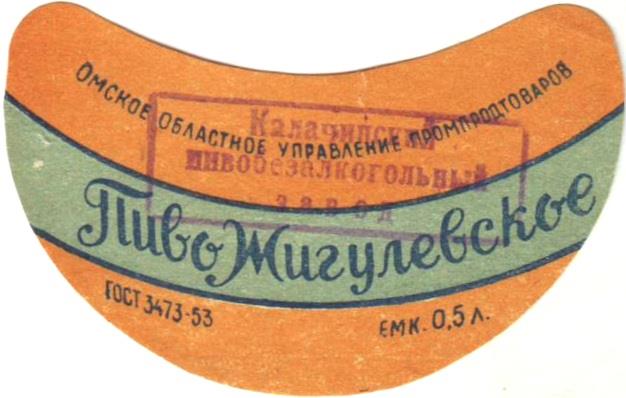 Омское областное управление промпродтоваров
Калачинский
пивобезалкогольный
завод
Пиво Жигулевское
ГОСТ 3473-53
ЕМК. 0,5 л.